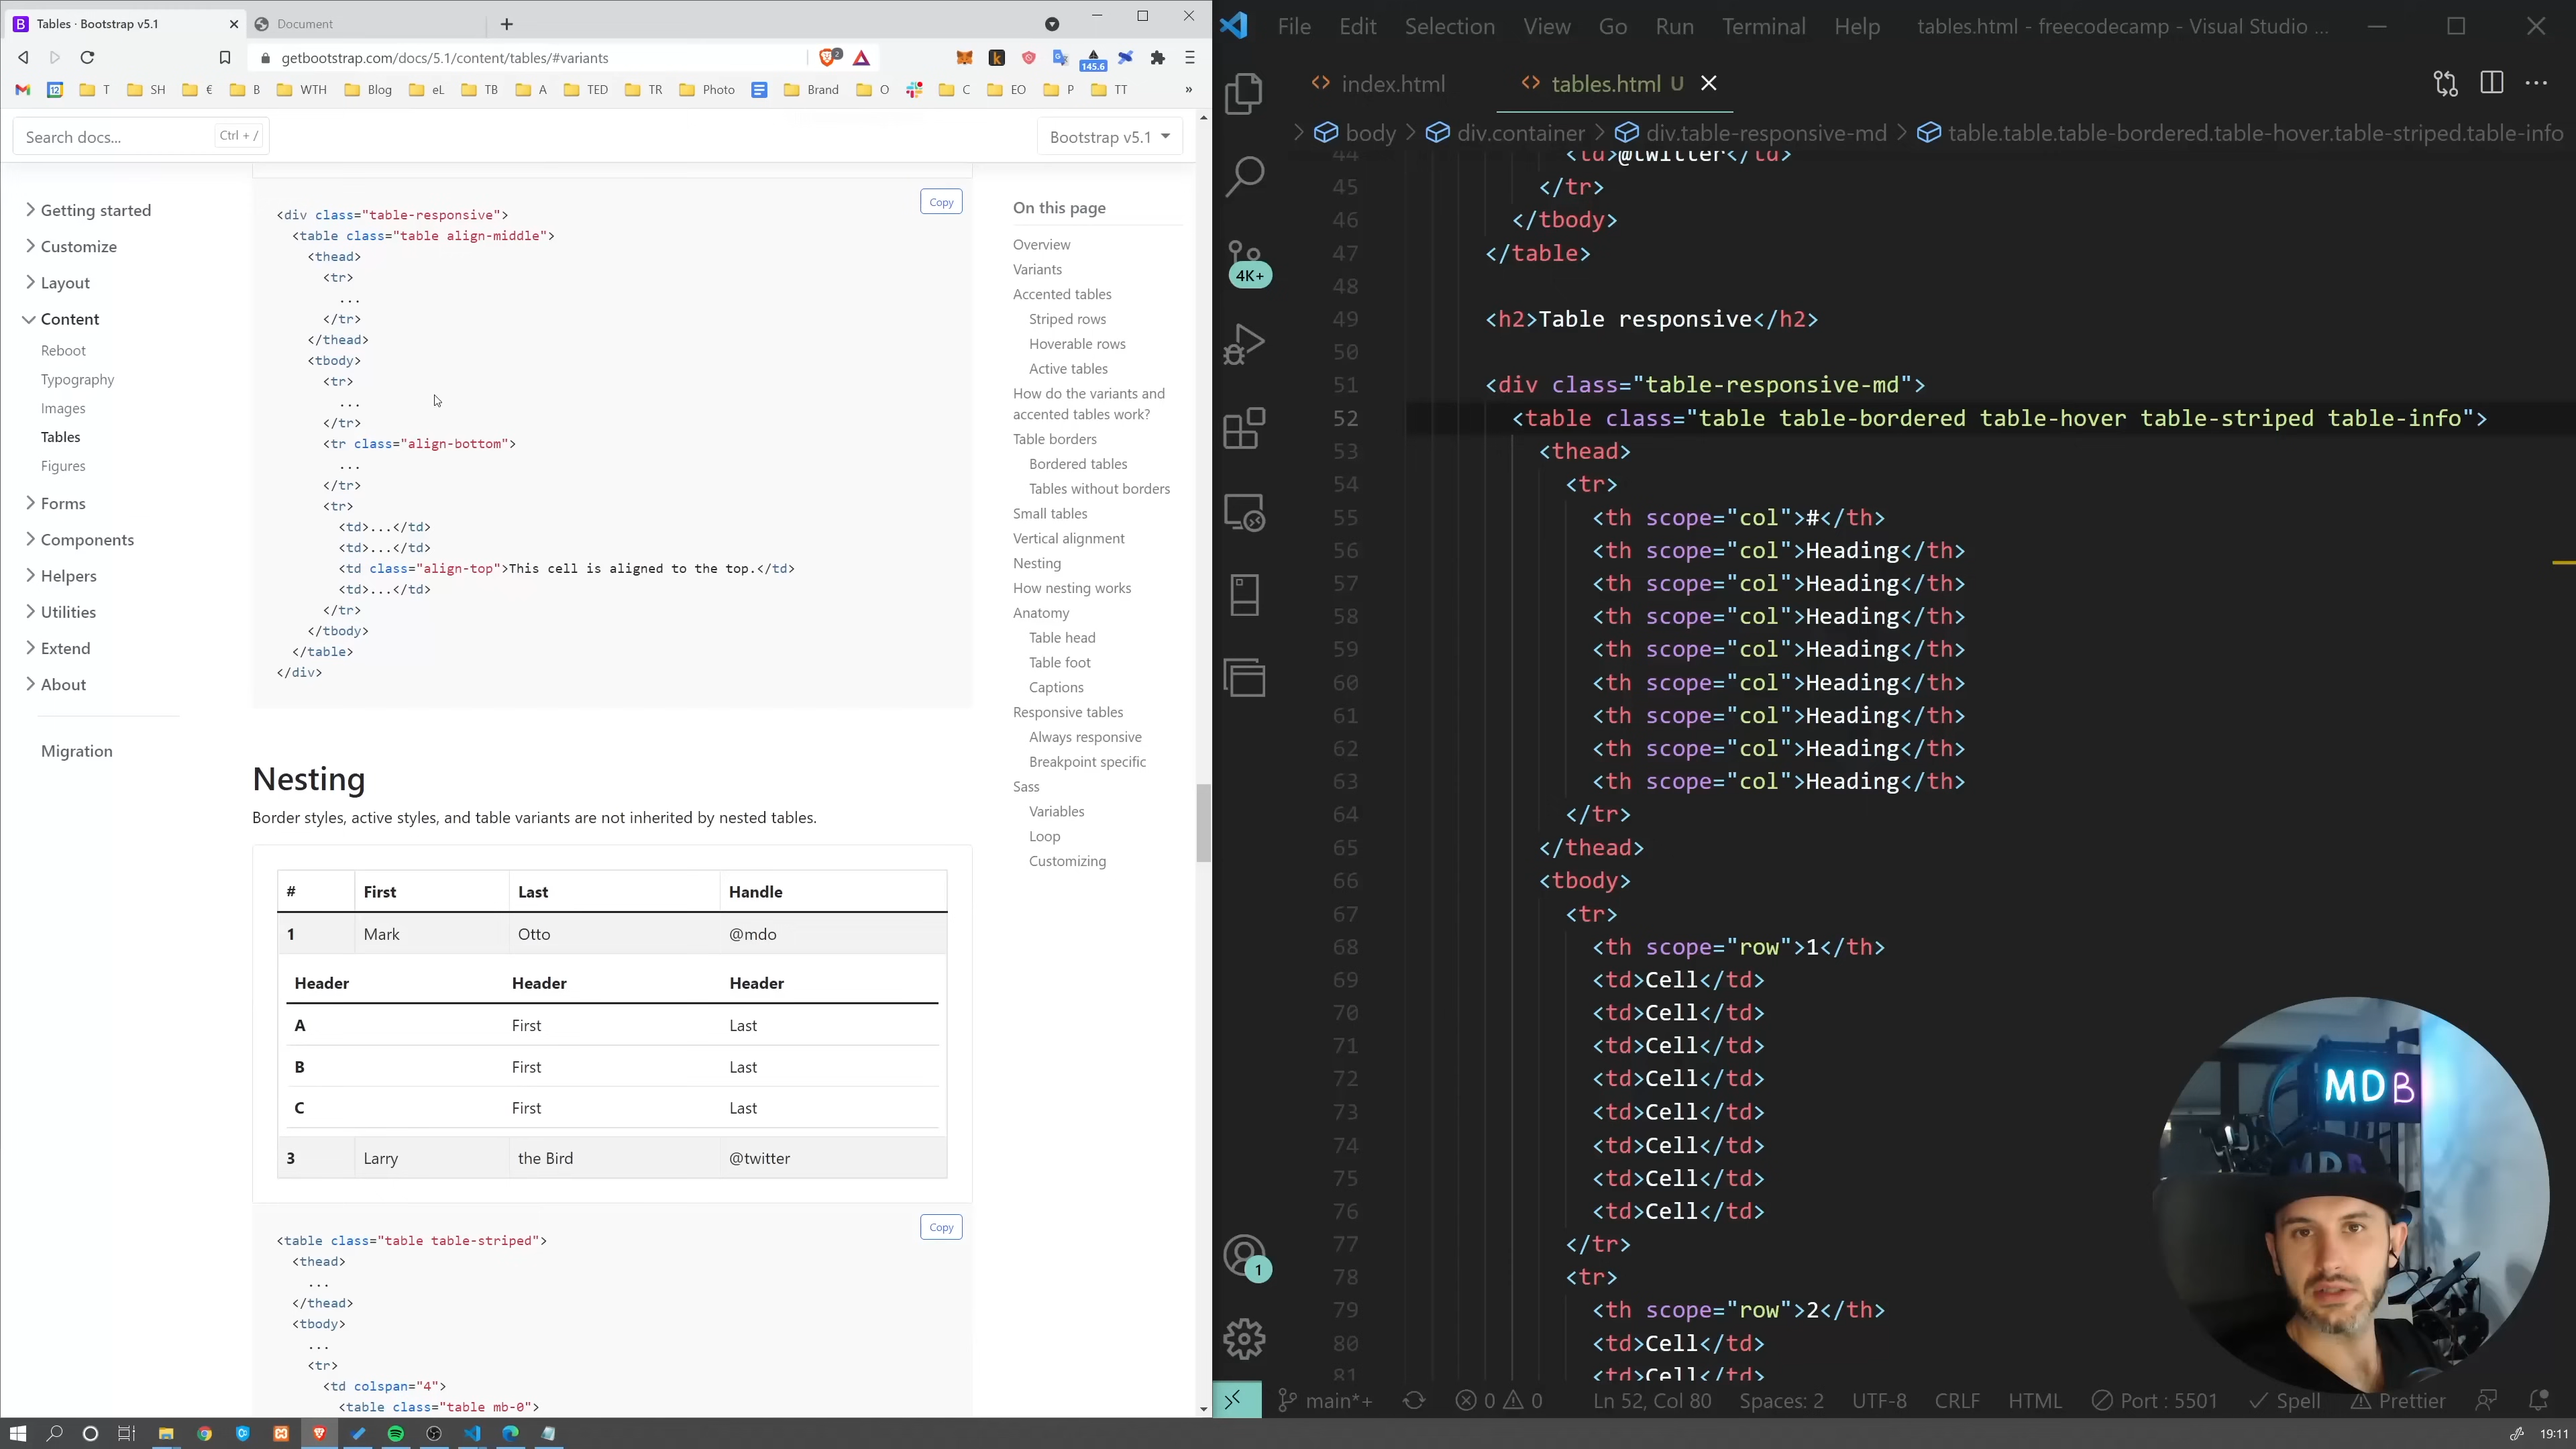 Tables · Bootstrap v5.1
Document
getbootstrap.com/docs/5.1/content/tables/#variants
2
145.6
12
T
SH
€
B
WTH
Blog
eL
TB
A
TED
TR
Photo
Brand
O
C
EO
P
TT
»
Search docs...
Ctrl + /
Bootstrap v5.1
Getting started
Customize
Layout
Content
Reboot
Typography
Images
Tables
Figures
Forms
Components
Helpers
Utilities
Extend
About
Migration
Copy
<div class="table-responsive">
<table class="table align-middle">
<thead>
<tr>
...
</tr>
</thead>
<tbody>
<tr>
...
</tr>
<tr class="align-bottom">
...
</tr>
<tr>
<td>...</td>
<td>...</td>
<td class="align-top">This cell is aligned to the top.</td>
<td>...</td>
</tr>
</tbody>
</table>
</div>
Nesting
Border styles, active styles, and table variants are not inherited by nested tables.
# First Last Handle
1 Mark Otto @mdo
Header Header Header
A First Last
B First Last
C First Last
3 Larry the Bird @twitter
Copy
<table class="table table-striped">
<thead>
...
</thead>
<tbody>
...
<tr>
<td colspan="4">
<table class="table mb-0">
On this page
Overview
Variants
Accented tables
Striped rows
Hoverable rows
Active tables
How do the variants and
accented tables work?
Table borders
Bordered tables
Tables without borders
Small tables
Vertical alignment
Nesting
How nesting works
Anatomy
Table head
Table foot
Captions
Responsive tables
Always responsive
Breakpoint specific
Sass
Variables
Loop
Customizing
File Edit Selection View Go Run Terminal Help tables.html - freecodecamp - Visual Studio ...
index.html
tables.html U
body
div.container
div.table-responsive-md
table.table.table-bordered.table-hover.table-striped.table-info
4K+
1
44 <td>@twitter</td>
45 </tr>
46 </tbody>
47 </table>
48
49 <h2>Table responsive</h2>
50
51 <div class="table-responsive-md">
52 <table class="table table-bordered table-hover table-striped table-info">
53 <thead>
54 <tr>
55 <th scope="col">#</th>
56 <th scope="col">Heading</th>
57 <th scope="col">Heading</th>
58 <th scope="col">Heading</th>
59 <th scope="col">Heading</th>
60 <th scope="col">Heading</th>
61 <th scope="col">Heading</th>
62 <th scope="col">Heading</th>
63 <th scope="col">Heading</th>
64 </tr>
65 </thead>
66 <tbody>
67 <tr>
68 <th scope="row">1</th>
69 <td>Cell</td>
70 <td>Cell</td>
71 <td>Cell</td>
72 <td>Cell</td>
73 <td>Cell</td>
74 <td>Cell</td>
75 <td>Cell</td>
76 <td>Cell</td>
77 </tr>
78 <tr>
79 <th scope="row">2</th>
80 <td>Cell</td>
81 <td>Cell</td>
MDB
MDB
main*+
0
0
Ln 52, Col 80
Spaces: 2
UTF-8
CRLF
HTML
Port : 5501
Spell
Prettier
19:11